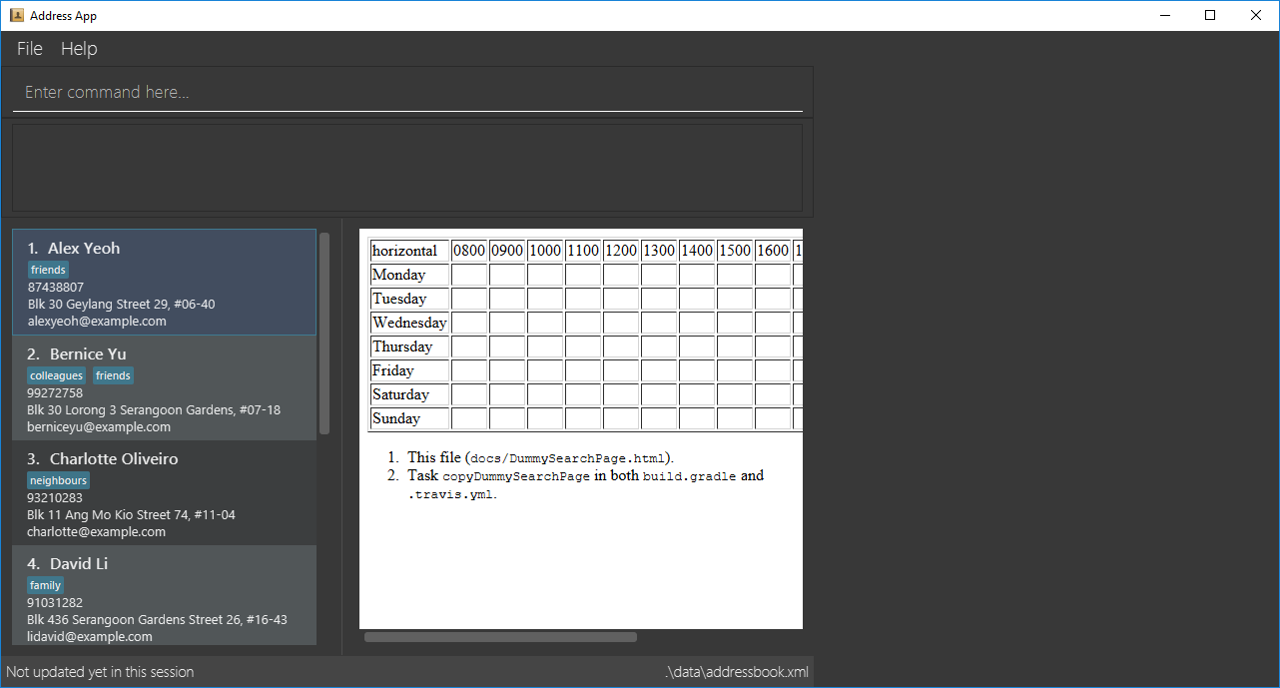 Address App
File Help
Enter command here...
1. Alex Yeoh
friends
87438807
Blk 30 Geylang Street 29, #06-40
alexyeoh@example.com
2. Bernice Yu
colleagues friends
99272758
Blk 30 Lorong 3 Serangoon Gardens, #07-18
berniceyu@example.com
3. Charlotte Oliveiro
neighbours
93210283
Blk 11 Ang Mo Kio Street 74, #11-04
charlotte@example.com
4. David Li
family
91031282
Blk 436 Serangoon Gardens Street 26, #16-43
lidavid@example.com
horizontal 0800 0900 1000 1100 1200 1300 1400 1500 1600 1
Monday
Tuesday
Wednesday
Thursday
Friday
Saturday
Sunday
1. This file (docs/DummySearchPage.html).
2. Task copyDummySearchPage in both build.gradle and
.travis.yml.
Not updated yet in this session .\data\addressbook.xml